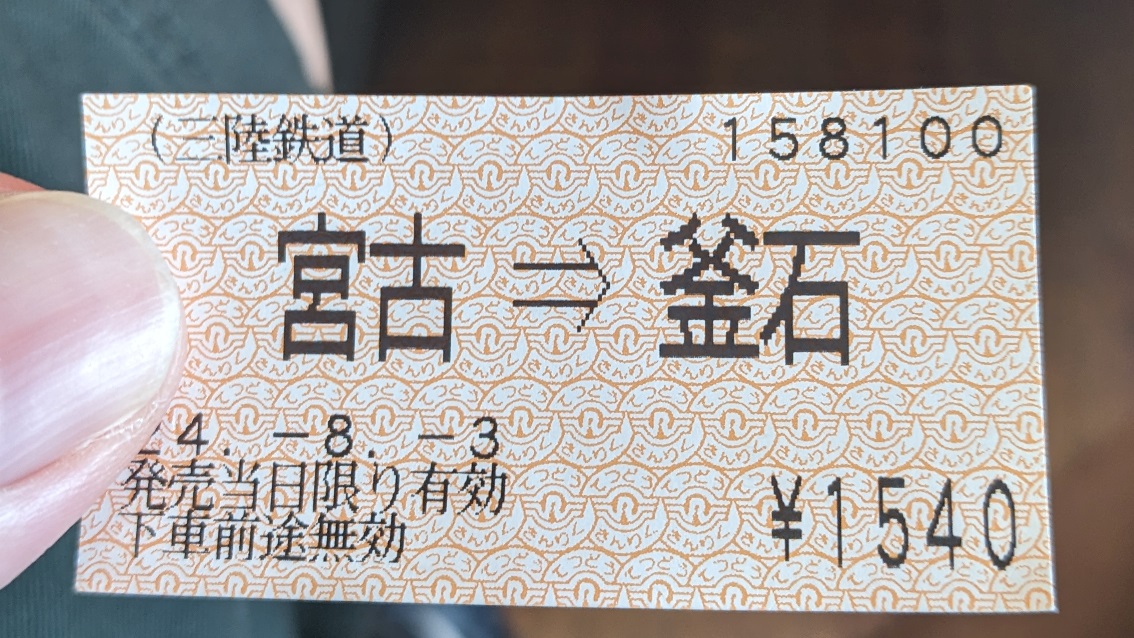 (三陸鉄道) 158100
宮古⇒釜石
4.-8.-3
発売当日限り有効
下車前途無効
¥1540